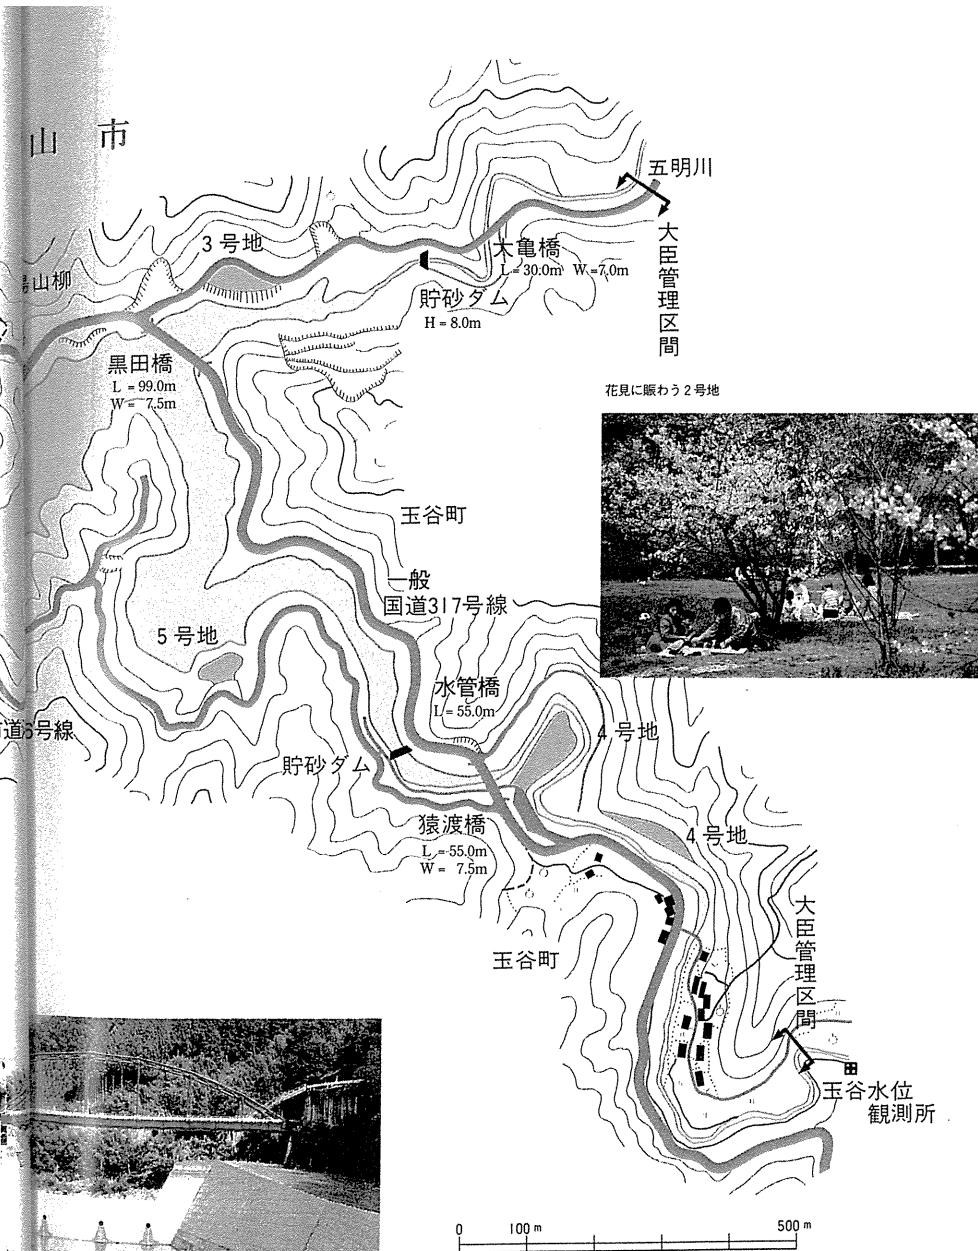 山 市
五明川
大臣管理区間
3号地
大亀橋
L=30.0m W=7.0m
山柳
貯砂ダム
H=8.0m
黒田橋
L=99.0m
W= 7.5m
花見に賑わう2号地
玉谷町
一般
国道317号線
5号地
水管橋
L=55.0m
道6号線
4号地
貯砂ダム
猿渡橋
L=55.0m
W= 7.5m
4号地
大臣管理区間
玉谷町
玉谷水位
観測所
0 100m 500m